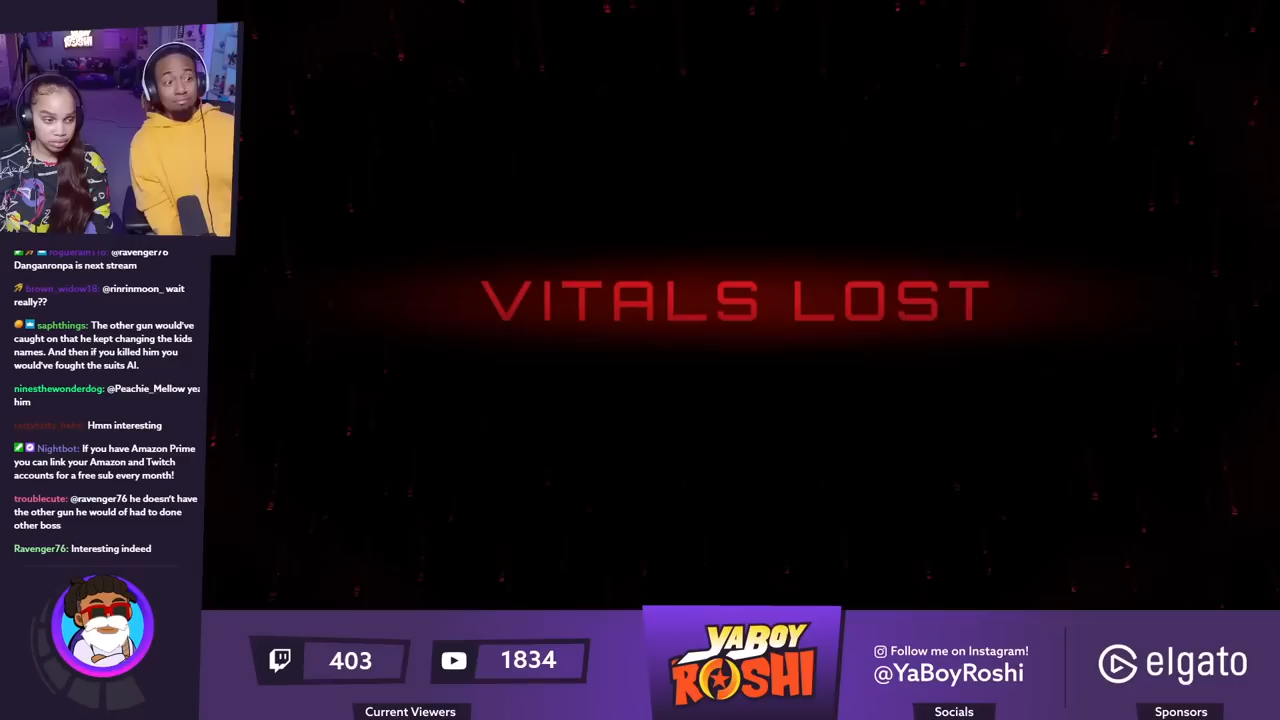 YABOY
ROSHI
@ravenger76
Danganronpa is next stream
brown_widow18: @rinrinmoon_ wait
really??
saphthings: The other gun would've
caught on that he kept changing the kids
names. And then if you killed him you
would've fought the suits AI.
ninesthewonderdog: @Peachie_Mellow yea
him
Hmm interesting
Nightbot: If you have Amazon Prime
you can link your Amazon and Twitch
accounts for a free sub every month!
troublecute: @ravenger76 he doesn't have
the other gun he would of had to done
other boss
Ravenger76: Interesting indeed
VITALS LOST
403
1834
Current Viewers
YABOY
ROSHI
Follow me on Instagram!
@YaBoyRoshi
Socials
elgato
Sponsors